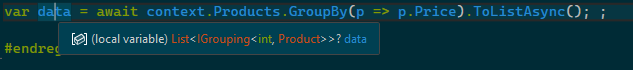 var data = await context.Products.GroupBy(p => p.Price).ToListAsync(); ;
(local variable) List<IGrouping<int, Product>>? data
#endreg